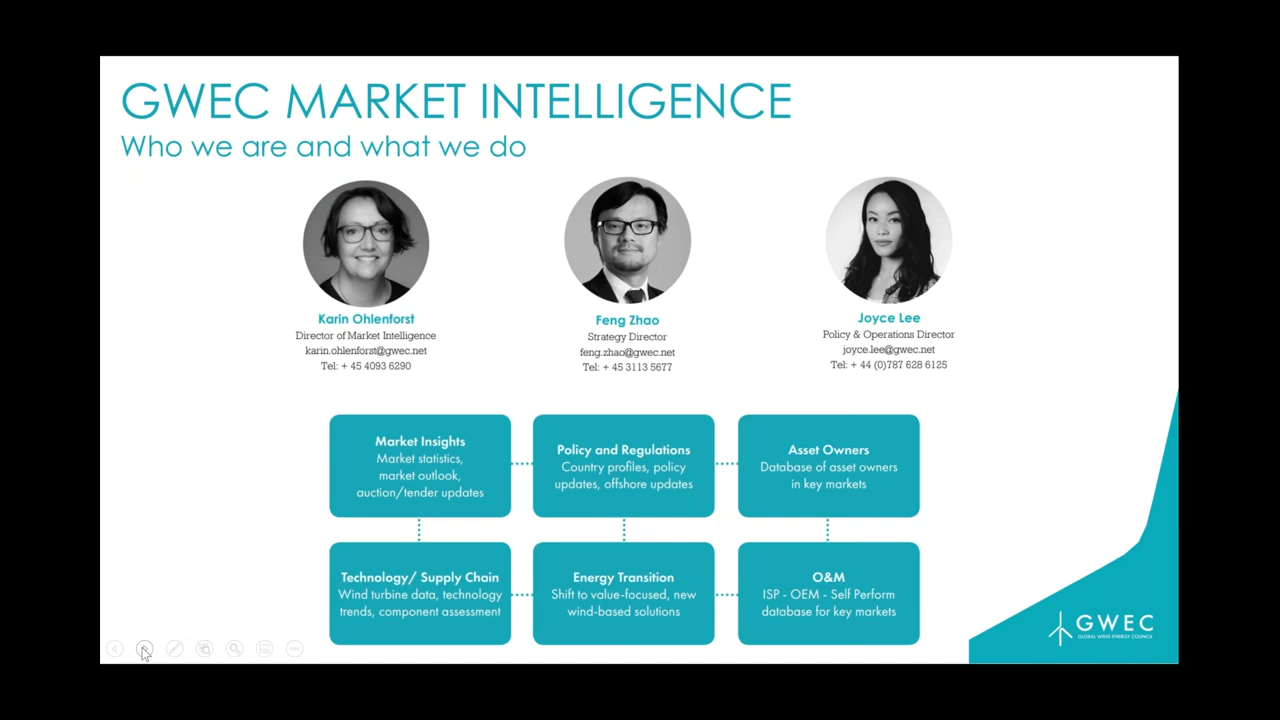 GWEC MARKET INTELLIGENCE
Who we are and what we do
Karin Ohlenforst
Director of Market Intelligence
karin.ohlenforst@gwec.net
Tel: + 45 4093 6290
Feng Zhao
Strategy Director
feng.zhao@gwec.net
Tel: + 45 3113 5677
Joyce Lee
Policy & Operations Director
joyce.lee@gwec.net
Tel: + 44 (0)787 628 6125
Market Insights
Market statistics,
market outlook,
auction/tender updates
Policy and Regulations
Country profiles, policy
updates, offshore updates
Asset Owners
Database of asset owners
in key markets
Technology/ Supply Chain
Wind turbine data, technology
trends, component assessment
Energy Transition
Shift to value-focused, new
wind-based solutions
O&M
ISP - OEM - Self Perform
database for key markets
GWEC
GLOBAL WIND ENERGY COUNCIL